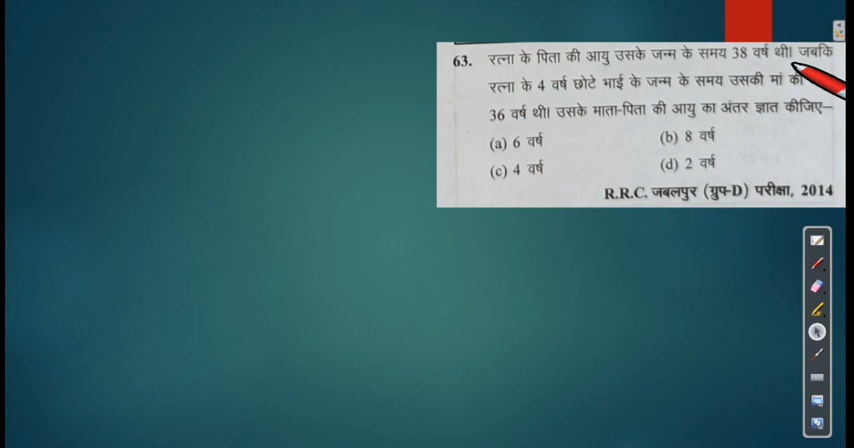 63. रत्ना के पिता की आयु उसके जन्म के समय 38 वर्ष थी। जबकि
रत्ना के 4 वर्ष छोटे भाई के जन्म के समय उसकी मां की
36 वर्ष थी। उसके माता-पिता की आयु का अंतर ज्ञात कीजिए–
(a) 6 वर्ष (b) 8 वर्ष
(c) 4 वर्ष (d) 2 वर्ष
R.R.C. जबलपुर (ग्रुप-D) परीक्षा, 2014